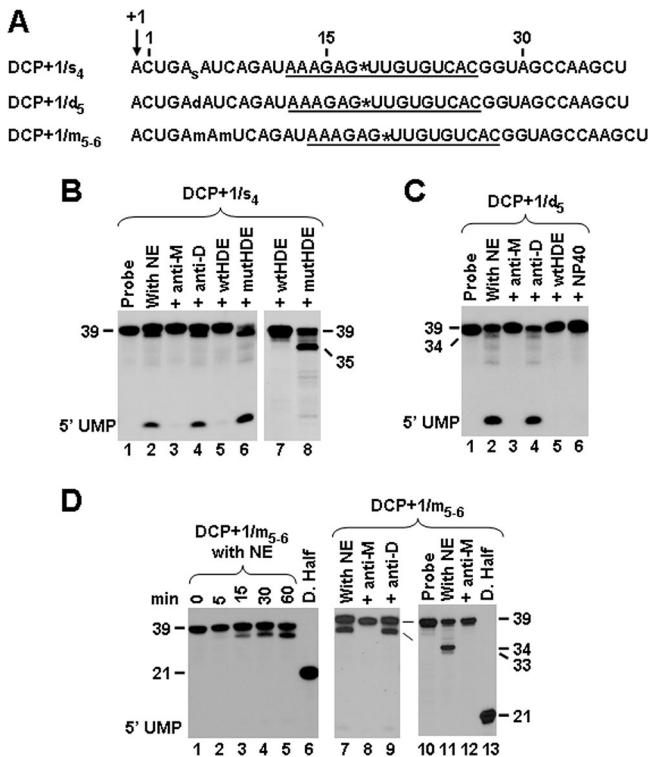 A
+1
1 15 30
DCP+1/s4 ACUGAsAUCAGAUAAAGAG*UUGUGUCACGGUAGCCAAGCU
DCP+1/d5 ACUGAdAUCAGAUAAAGAG*UUGUGUCACGGUAGCCAAGCU
DCP+1/m5-6 ACUGAmAmUCAGAUAAAGAG*UUGUGUCACGGUAGCCAAGCU
B
DCP+1/s4
Probe
With NE
+ anti-M
+ anti-D
+ wtHDE
+ mutHDE
+ wtHDE
+ mutHDE
39
39
35
5' UMP
1 2 3 4 5 6 7 8
C
DCP+1/d5
Probe
With NE
+ anti-M
+ anti-D
+ wtHDE
+ NP40
39
34
5' UMP
1 2 3 4 5 6
D
DCP+1/m5-6
with NE
min 0 5 15 30 60
D. Half
39
21
5' UMP
1 2 3 4 5 6
DCP+1/m5-6
With NE
+ anti-M
+ anti-D
Probe
With NE
+ anti-M
D. Half
39
34
33
21
7 8 9 10 11 12 13